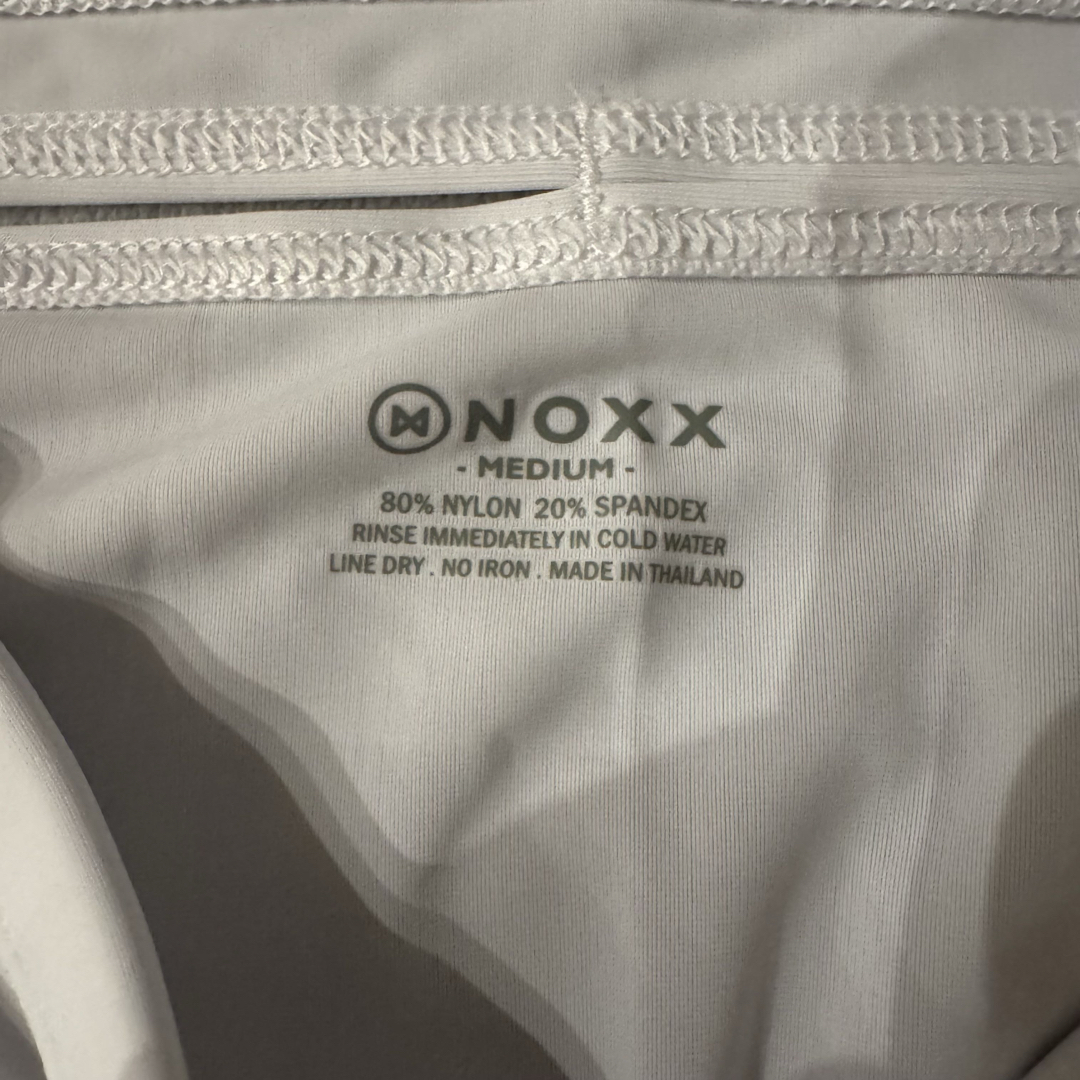 NOXX
- MEDIUM -
80% NYLON 20% SPANDEX
RINSE IMMEDIATELY IN COLD WATER
LINE DRY . NO IRON . MADE IN THAILAND